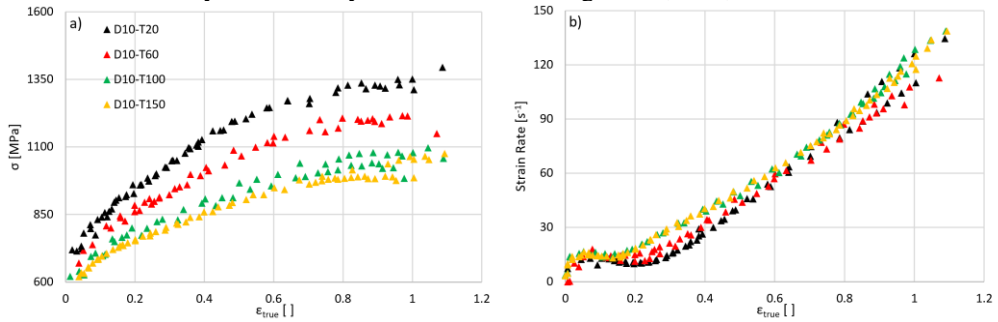 a)
1600
1350
1100
850
600
σ [MPa]
D10-T20
D10-T60
D10-T100
D10-T150
0 0.2 0.4 0.6 0.8 1 1.2
εtrue [ ]
b)
150
120
90
60
30
0
Strain Rate [s⁻¹]
0 0.2 0.4 0.6 0.8 1 1.2
εtrue [ ]